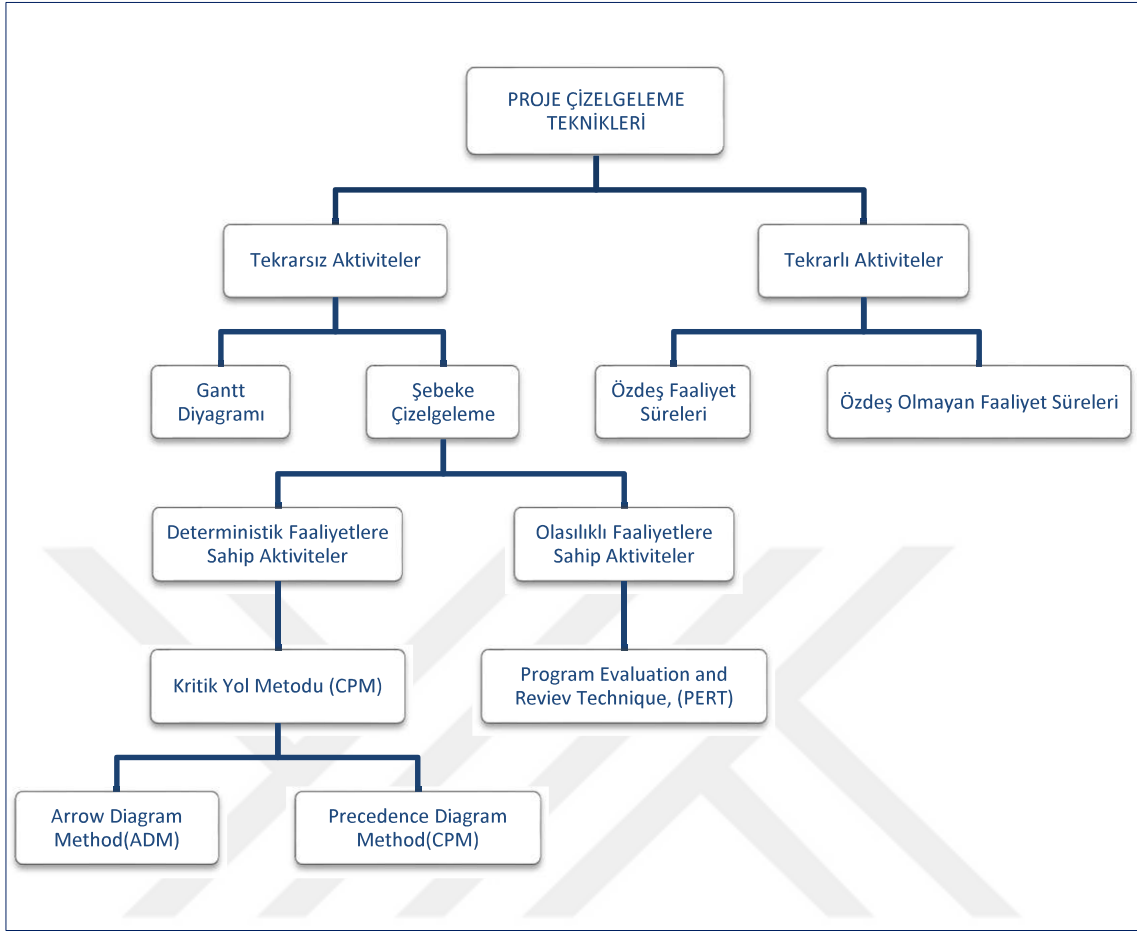 PROJE ÇİZELGELEME
TEKNİKLERİ
Tekrarsız Aktiviteler
Tekrarlı Aktiviteler
Gantt
Diyagramı
Şebeke
Çizelgeleme
Özdeş Faaliyet
Süreleri
Özdeş Olmayan Faaliyet Süreleri
Deterministik Faaliyetlere
Sahip Aktiviteler
Olasılıklı Faaliyetlere
Sahip Aktiviteler
Kritik Yol Metodu (CPM)
Program Evaluation and
Reviev Technique, (PERT)
Arrow Diagram
Method(ADM)
Precedence Diagram
Method(CPM)